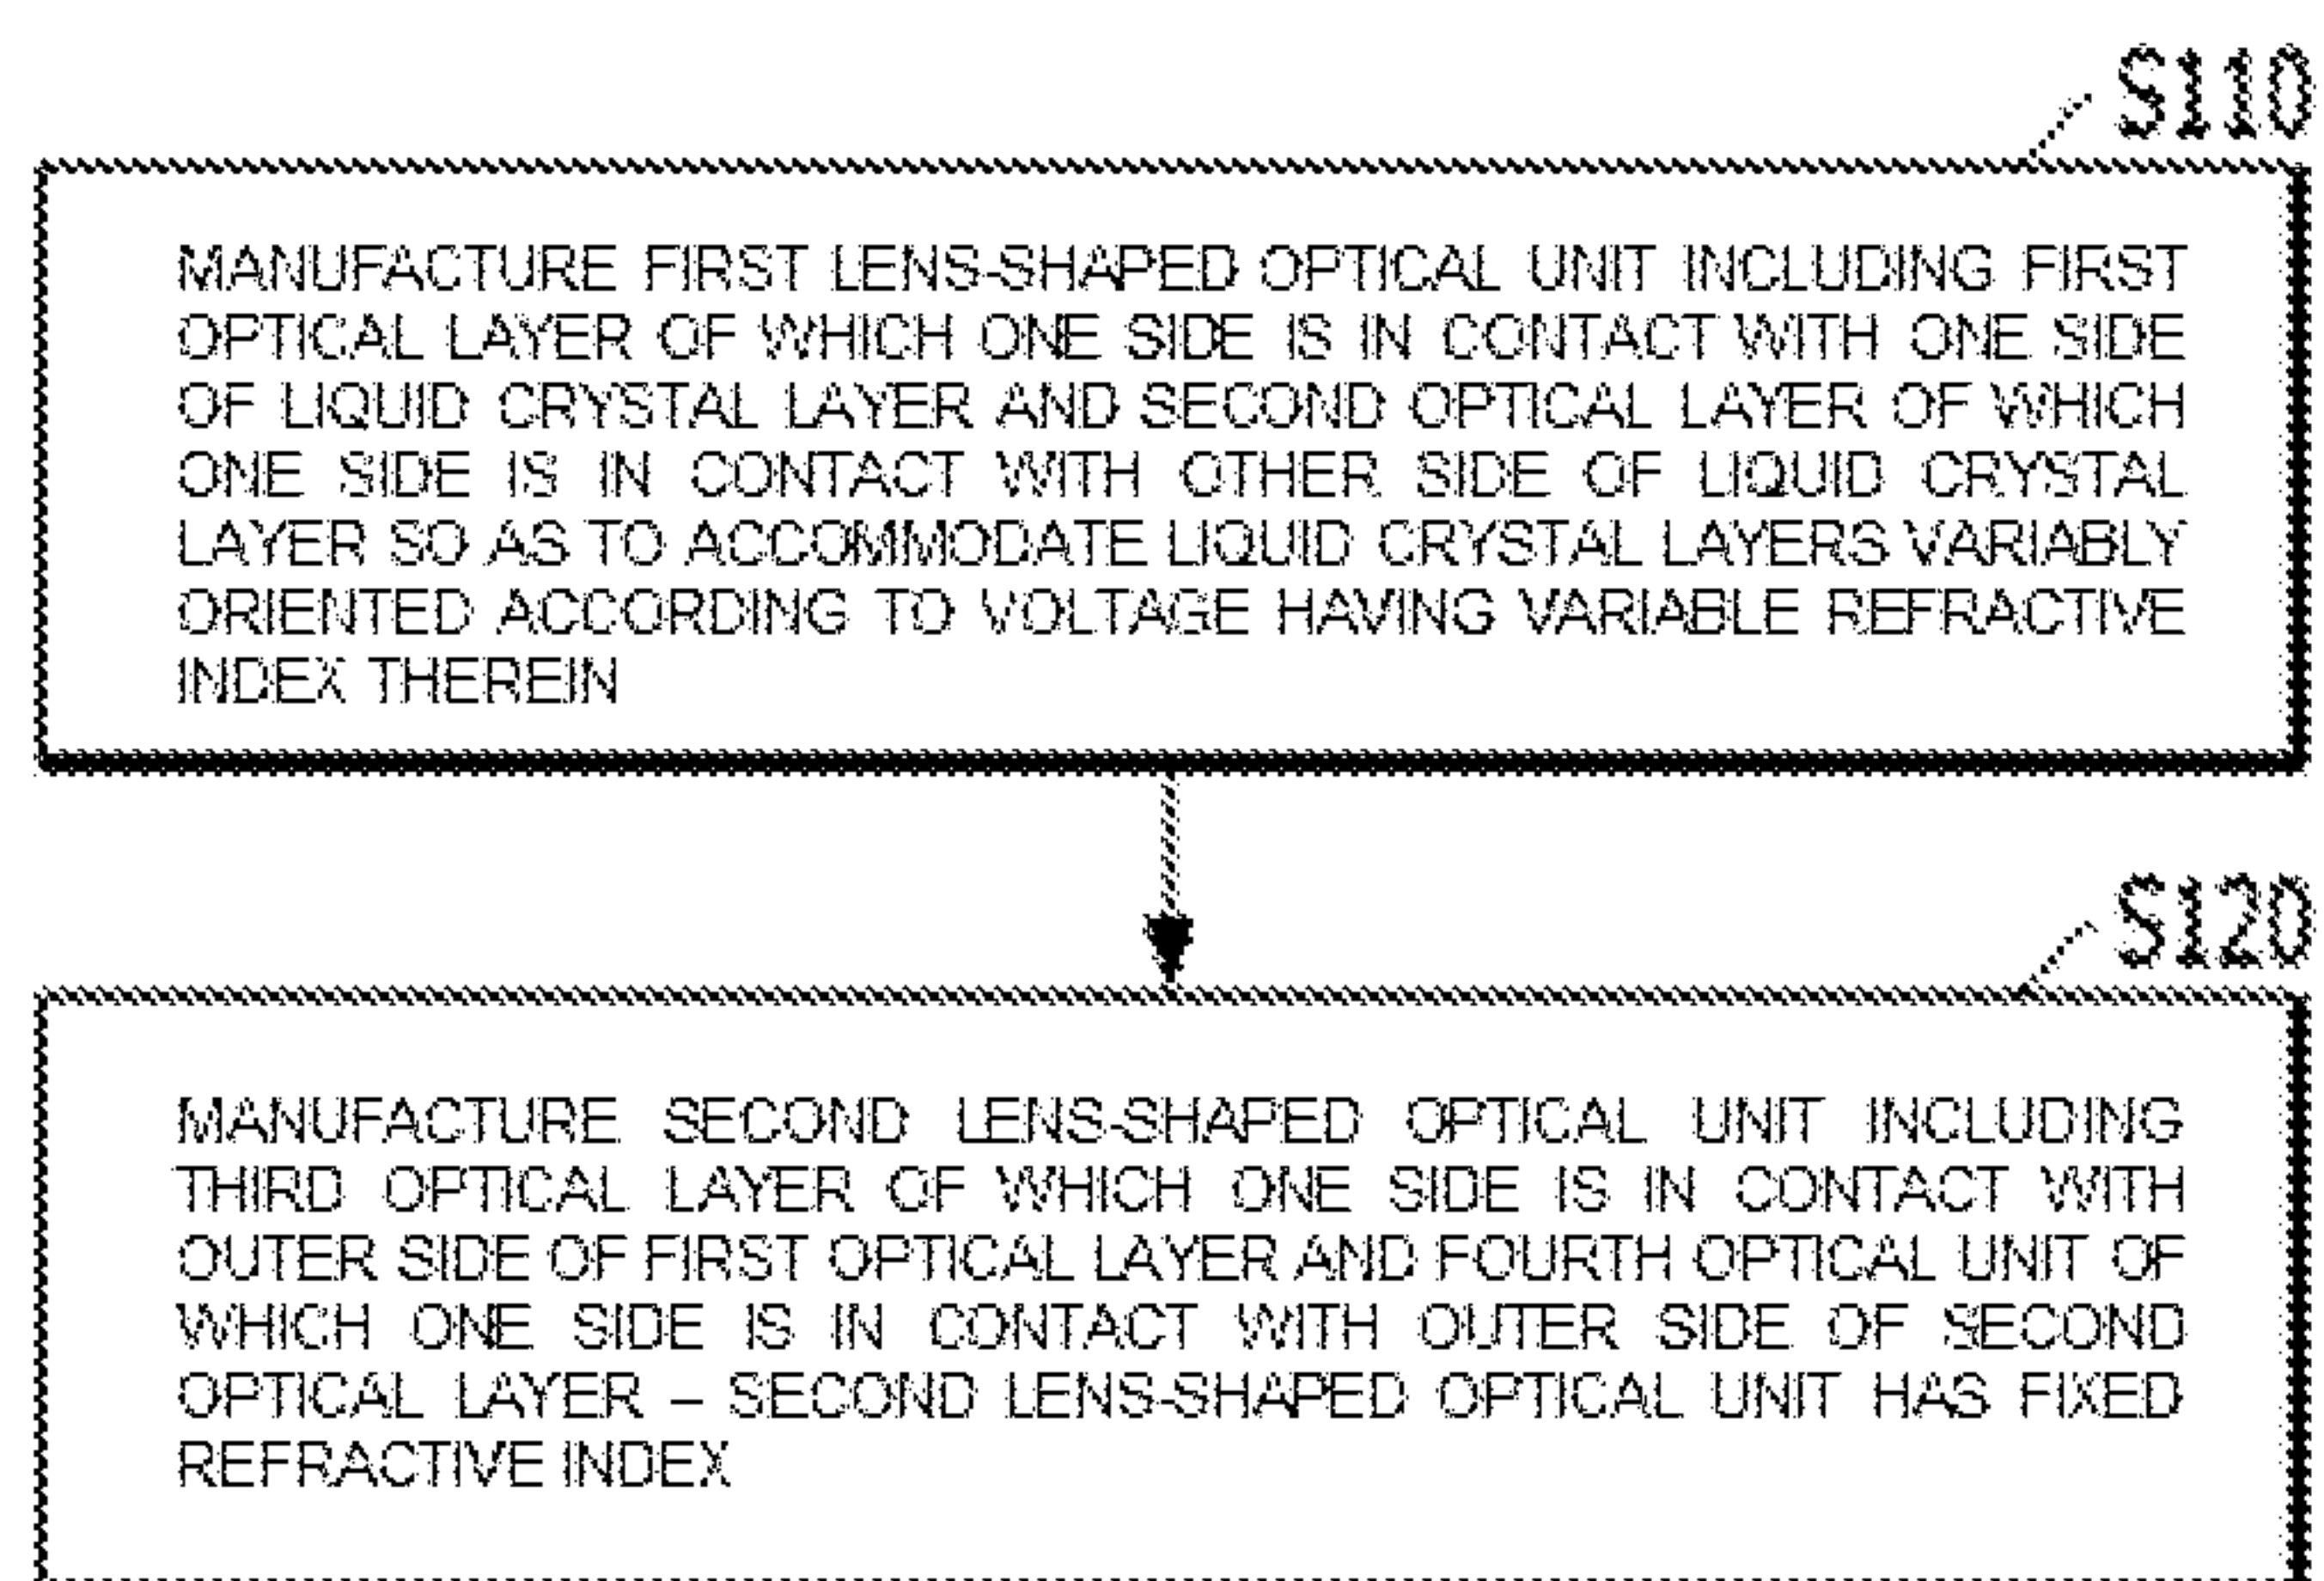 S110
MANUFACTURE FIRST LENS-SHAPED OPTICAL UNIT INCLUDING FIRST
OPTICAL LAYER OF WHICH ONE SIDE IS IN CONTACT WITH ONE SIDE
OF LIQUID CRYSTAL LAYER AND SECOND OPTICAL LAYER OF WHICH
ONE SIDE IS IN CONTACT WITH OTHER SIDE OF LIQUID CRYSTAL
LAYER SO AS TO ACCOMMODATE LIQUID CRYSTAL LAYERS VARIABLY
ORIENTED ACCORDING TO VOLTAGE HAVING VARIABLE REFRACTIVE
INDEX THEREIN
S120
MANUFACTURE SECOND LENS-SHAPED OPTICAL UNIT INCLUDING
THIRD OPTICAL LAYER OF WHICH ONE SIDE IS IN CONTACT WITH
OUTER SIDE OF FIRST OPTICAL LAYER AND FOURTH OPTICAL UNIT OF
WHICH ONE SIDE IS IN CONTACT WITH OUTER SIDE OF SECOND
OPTICAL LAYER – SECOND LENS-SHAPED OPTICAL UNIT HAS FIXED
REFRACTIVE INDEX